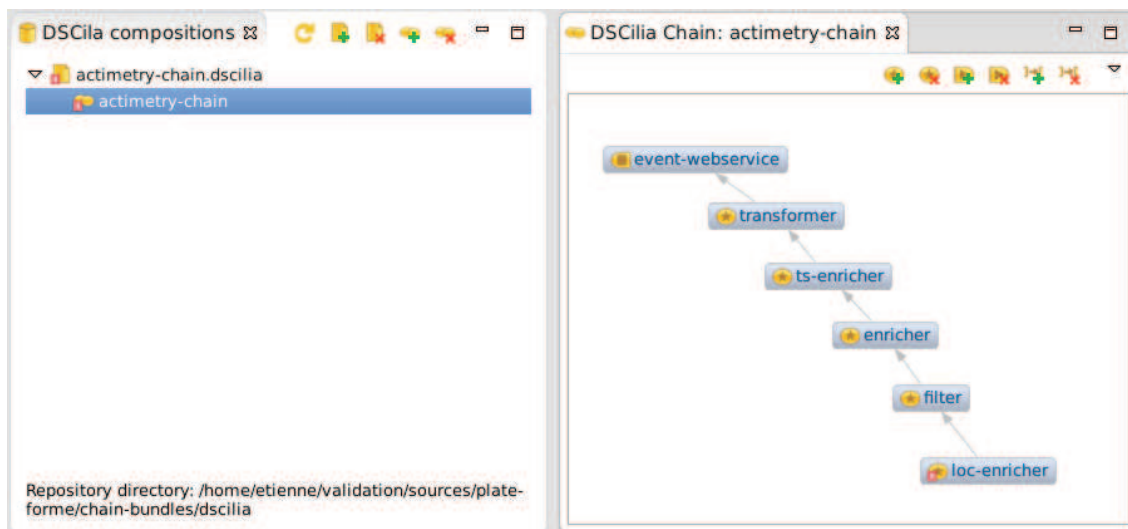 DSCila compositions
actimetry-chain.dscilia
actimetry-chain
Repository directory: /home/etienne/validation/sources/plate-
forme/chain-bundles/dscilia
DSCilia Chain: actimetry-chain
event-webservice
transformer
ts-enricher
enricher
filter
loc-enricher